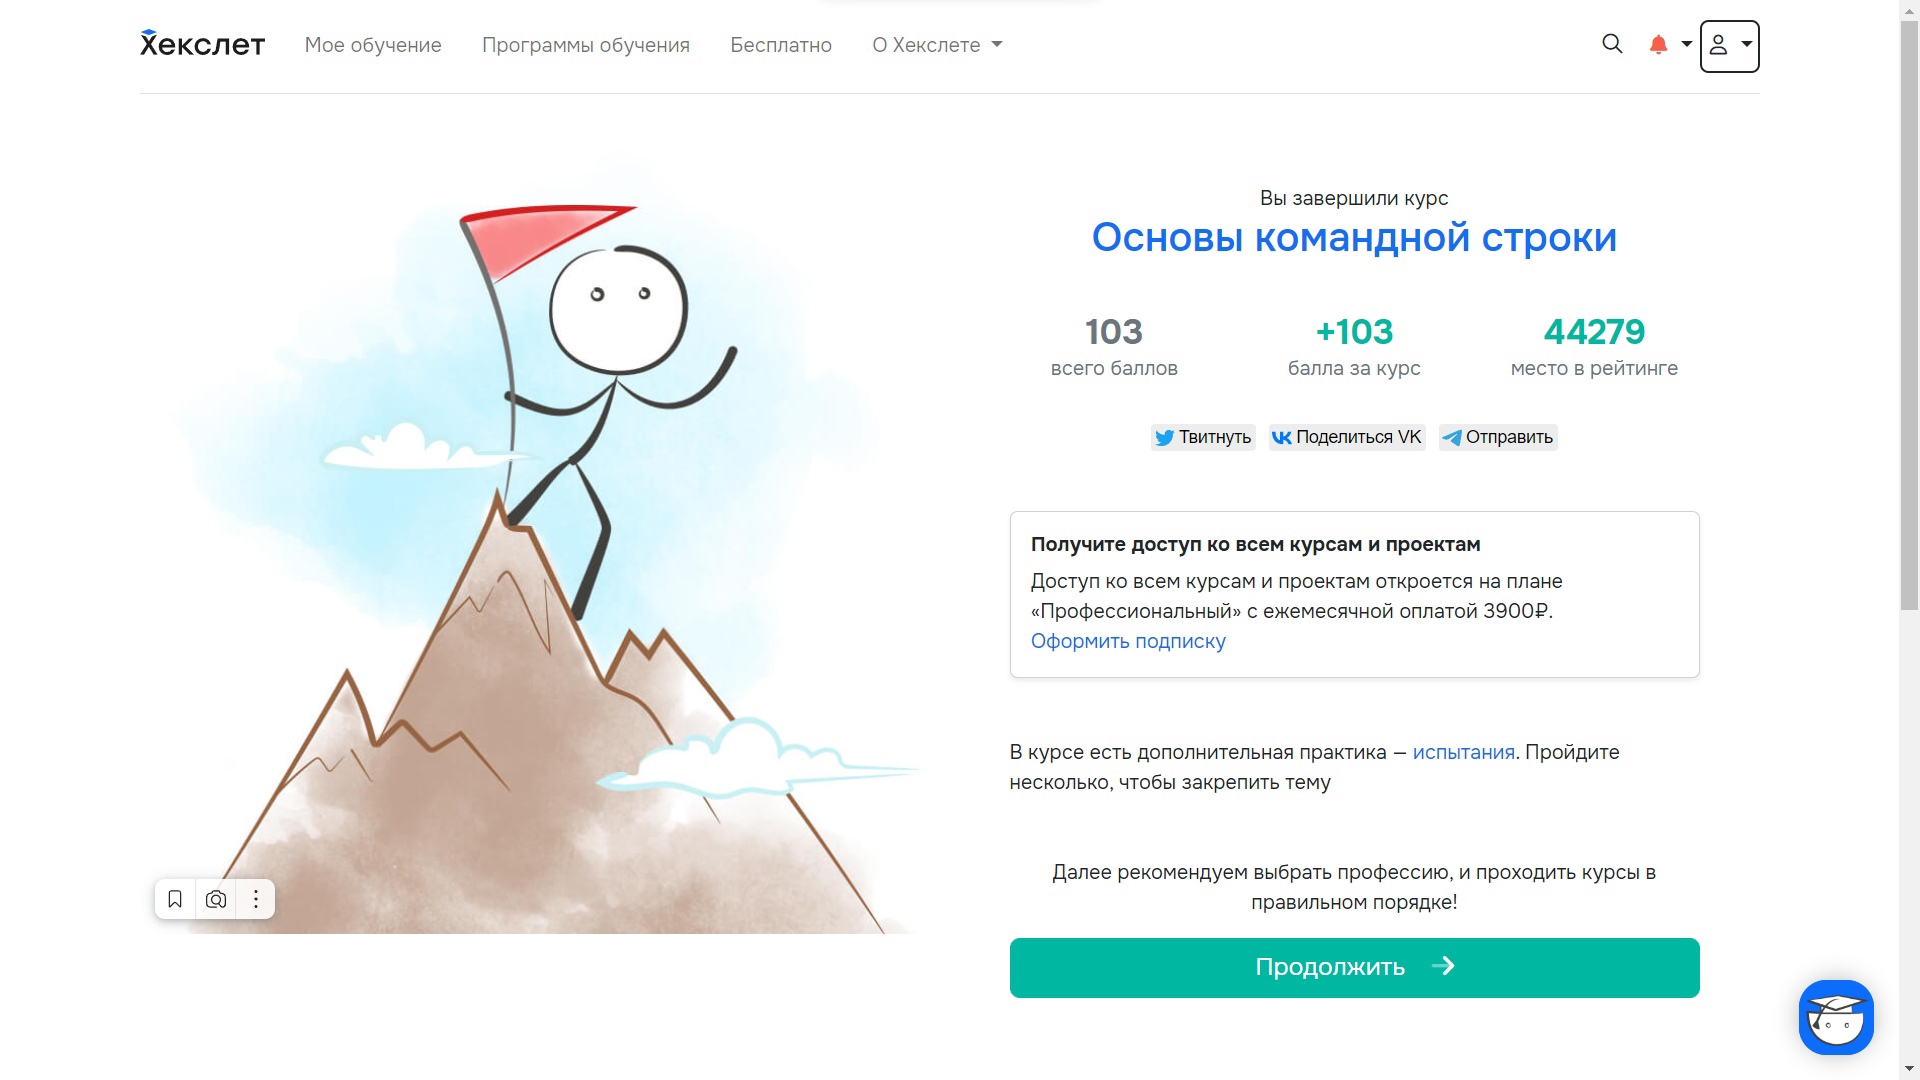 Хекслет
Мое обучение
Программы обучения
Бесплатно
О Хекслете
Вы завершили курс
Основы командной строки
103
всего баллов
+103
балла за курс
44279
место в рейтинге
Твитнуть
Поделиться VK
Отправить
Получите доступ ко всем курсам и проектам
Доступ ко всем курсам и проектам откроется на плане
«Профессиональный» с ежемесячной оплатой 3900₽.
Оформить подписку
В курсе есть дополнительная практика — испытания. Пройдите
несколько, чтобы закрепить тему
Далее рекомендуем выбрать профессию, и проходить курсы в
правильном порядке!
Продолжить